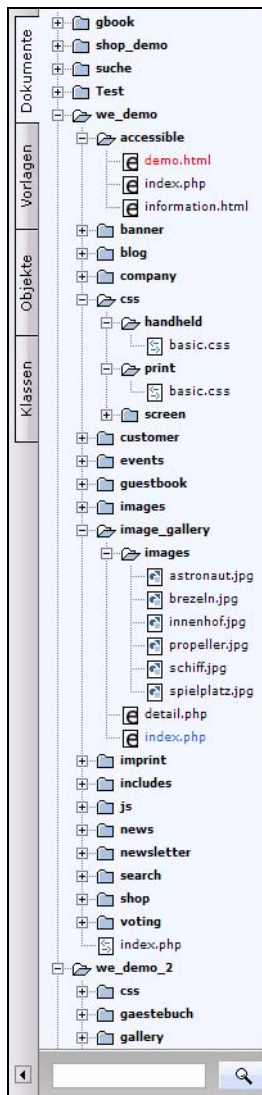 Dokumente
Vorlagen
Objekte
Klassen
gbook
shop_demo
suche
Test
we_demo
accessible
demo.html
index.php
information.html
banner
blog
company
css
handheld
basic.css
print
basic.css
screen
customer
events
guestbook
images
image_gallery
images
astronaut.jpg
brezeln.jpg
innenhof.jpg
propeller.jpg
schiff.jpg
spielplatz.jpg
detail.php
index.php
imprint
includes
js
news
newsletter
search
shop
voting
index.php
we_demo_2
css
gaestebuch
gallery